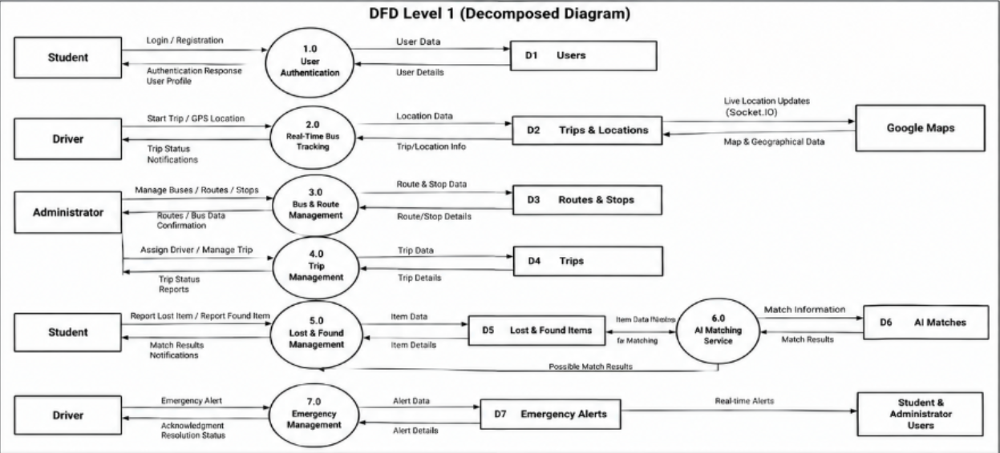 DFD Level 1 (Decomposed Diagram)
Student
Login / Registration
Authentication Response
User Profile
1.0
User
Authentication
User Data
User Details
D1 Users
Driver
Start Trip / GPS Location
Trip Status
Notifications
2.0
Real-Time Bus
Tracking
Location Data
Trip/Location Info
D2 Trips & Locations
Live Location Updates
(Socket.IO)
Map & Geographical Data
Google Maps
Administrator
Manage Buses / Routes / Stops
Routes / Bus Data
Confirmation
3.0
Bus & Route
Management
Route & Stop Data
Route/Stop Details
D3 Routes & Stops
Assign Driver / Manage Trip
Trip Status
Reports
4.0
Trip
Management
Trip Data
Trip Details
D4 Trips
Student
Report Lost Item / Report Found Item
Match Results
Notifications
5.0
Lost & Found
Management
Item Data
Item Details
D5 Lost & Found Items
Item Data
for Matching
6.0
AI Matching
Service
Match Information
Match Results
D6 AI Matches
Possible Match Results
Driver
Emergency Alert
Acknowledgment
Resolution Status
7.0
Emergency
Management
Alert Data
Alert Details
D7 Emergency Alerts
Real-time Alerts
Student &
Administrator
Users